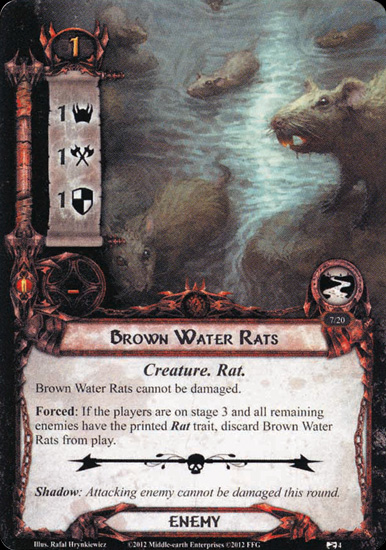 1
1
1
1
-
7/20
BROWN WATER RATS
Creature. Rat.
Brown Water Rats cannot be damaged.
Forced: If the players are on stage 3 and all remaining
enemies have the printed Rat trait, discard Brown Water
Rats from play.
Shadow: Attacking enemy cannot be damaged this round.
ENEMY
Illus. Rafal Hrynkiewicz ©2012 Middle-earth Enterprises ©2012 FFG
4